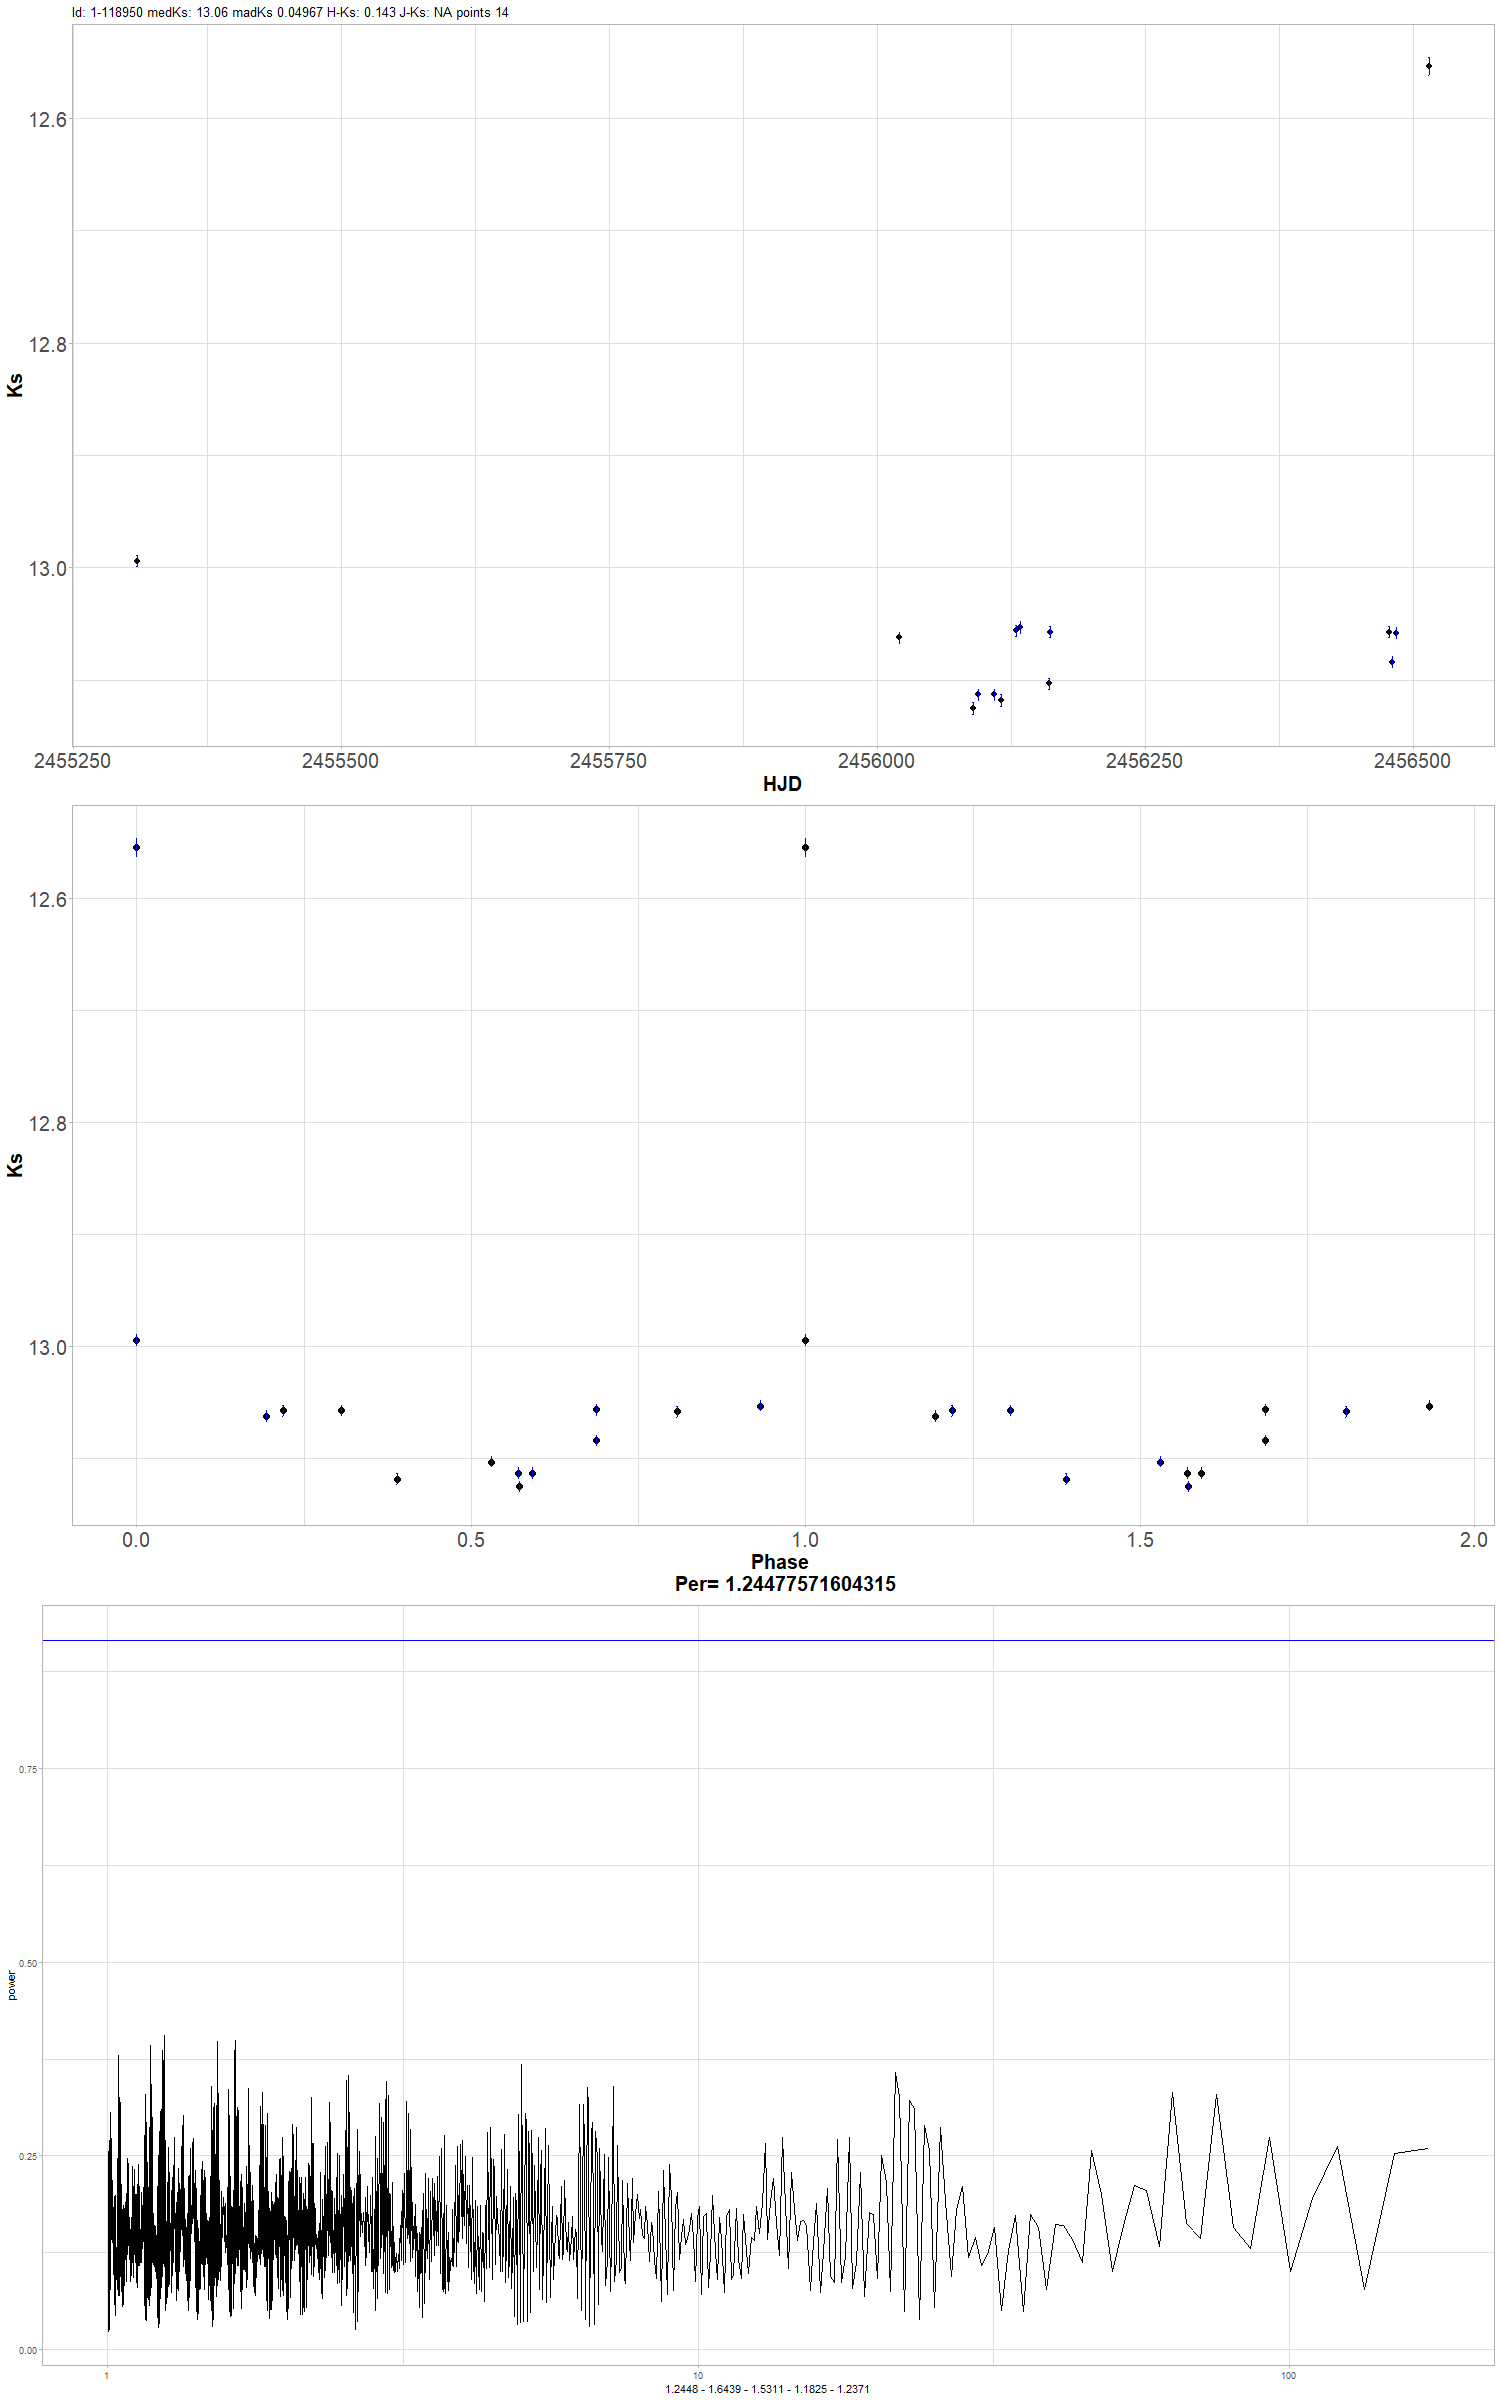 Id: 1-118950 medKs: 13.06 madKs 0.04967 H-Ks: 0.143 J-Ks: NA points 14
12.6
12.8
13.0
Ks
2455250 2455500 2455750 2456000 2456250 2456500
HJD
12.6
12.8
13.0
Ks
0.0 0.5 1.0 1.5 2.0
Phase
Per= 1.24477571604315
0.75
0.50
0.25
0.00
power
1 10 100
1.2448 - 1.6439 - 1.5311 - 1.1825 - 1.2371